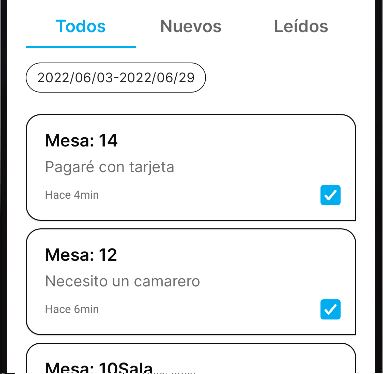 Todos Nuevos Leídos
2022/06/03-2022/06/29
Mesa: 14
Pagaré con tarjeta
Hace 4min
Mesa: 12
Necesito un camarero
Hace 6min
Mesa: 10Sala